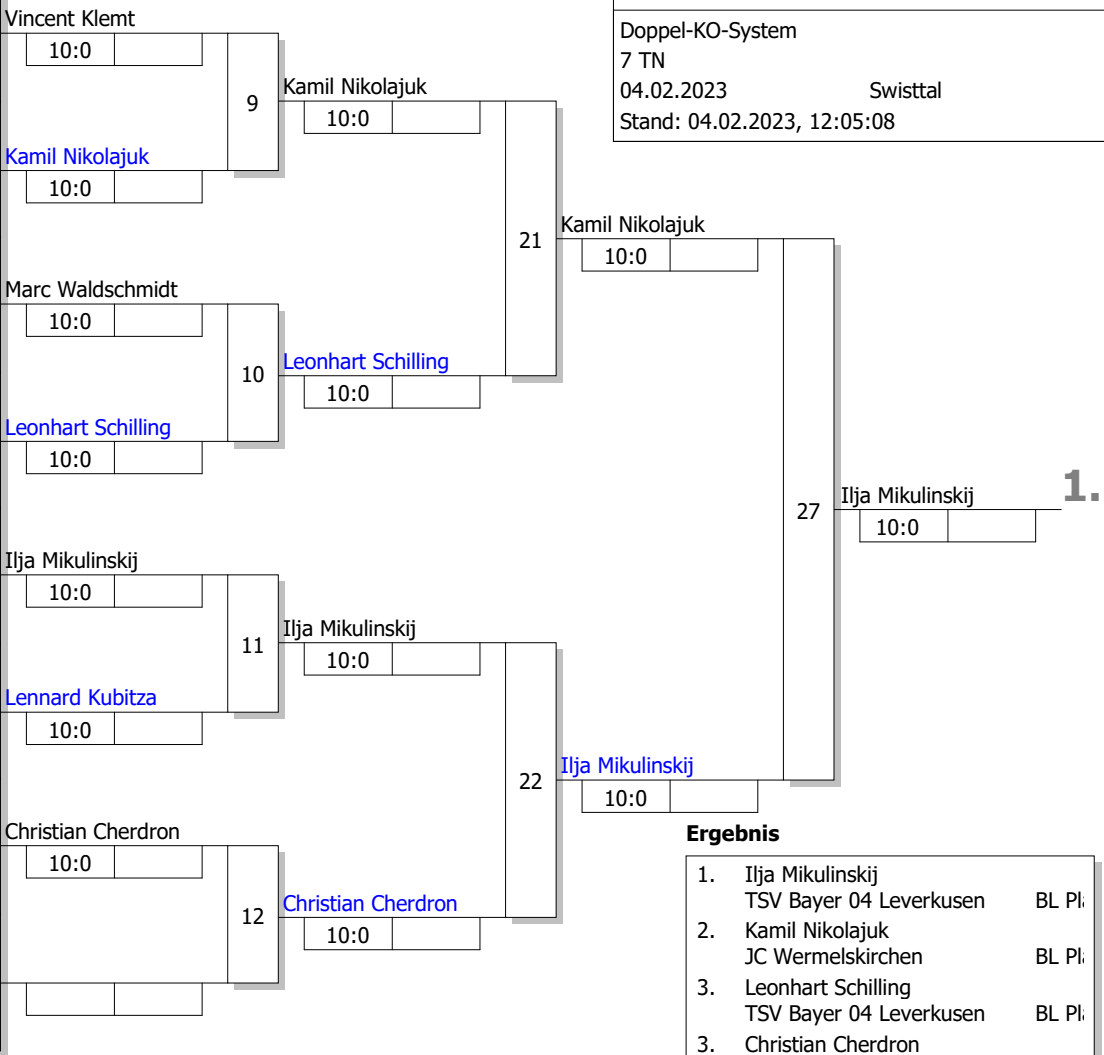 Doppel-KO-System
7 TN
04.02.2023 Swisttal
Stand: 04.02.2023, 12:05:08
Vincent Klemt
10:0
9
Kamil Nikolajuk
10:0
Kamil Nikolajuk
10:0
21
Kamil Nikolajuk
10:0
Marc Waldschmidt
10:0
10
Leonhart Schilling
10:0
Leonhart Schilling
10:0
27
Ilja Mikulinskij
1.
10:0
Ilja Mikulinskij
10:0
11
Ilja Mikulinskij
10:0
Lennard Kubitza
10:0
22
Ilja Mikulinskij
10:0
Christian Cherdron
10:0
12
Christian Cherdron
10:0
Ergebnis
1. Ilja Mikulinskij
TSV Bayer 04 Leverkusen BL
2. Kamil Nikolajuk
JC Wermelskirchen BL
3. Leonhart Schilling
TSV Bayer 04 Leverkusen BL
3. Christian Cherdron